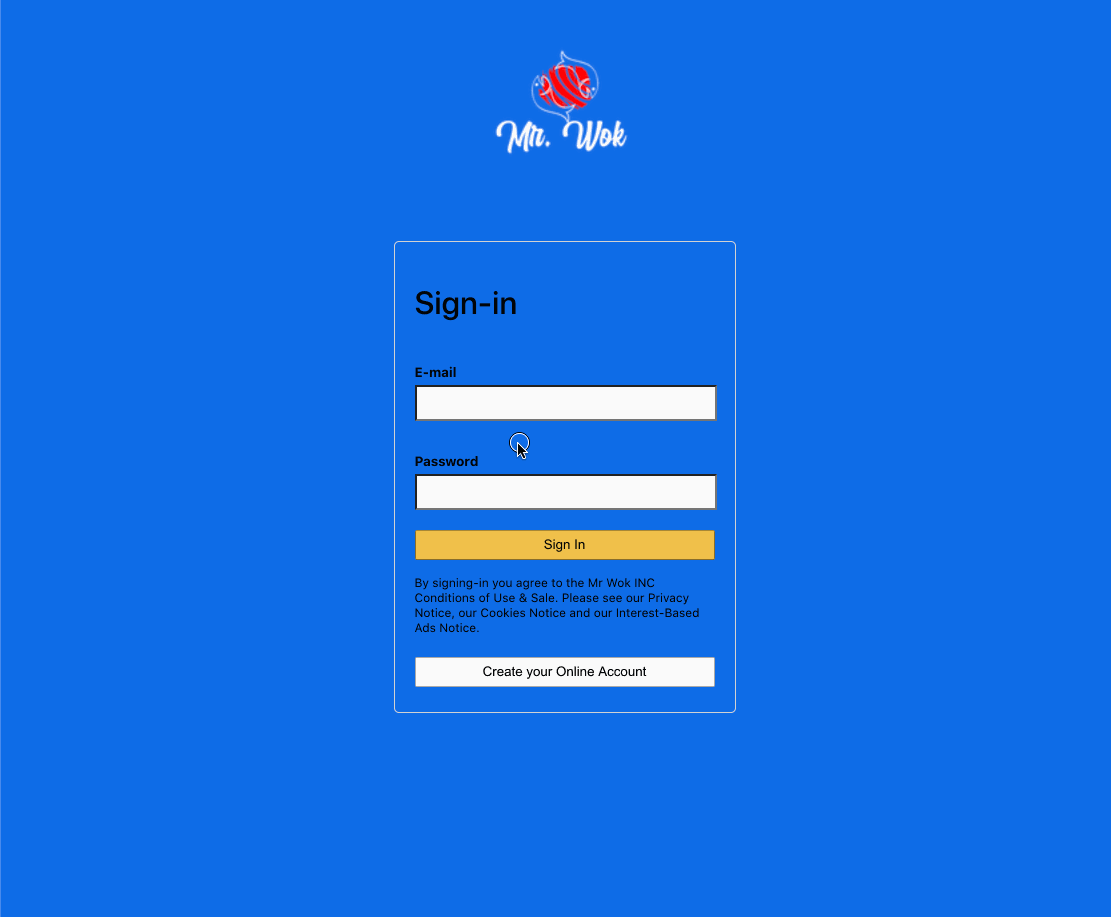 Mr. Wok
Sign-in
E-mail
Password
Sign In
By signing-in you agree to the Mr Wok INC
Conditions of Use & Sale. Please see our Privacy
Notice, our Cookies Notice and our Interest-Based
Ads Notice.
Create your Online Account